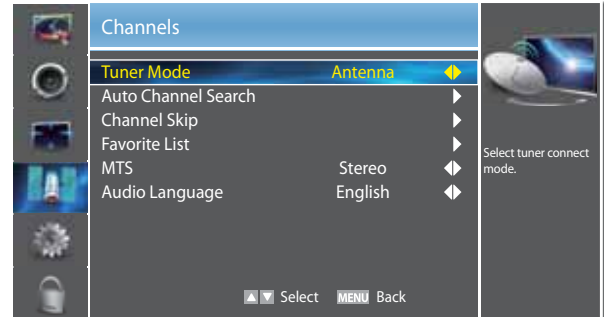 Channels
Tuner Mode Antenna
Auto Channel Search
Channel Skip
Favorite List
MTS Stereo
Audio Language English
Select tuner connect
mode.
▲ ▼ Select MENU Back